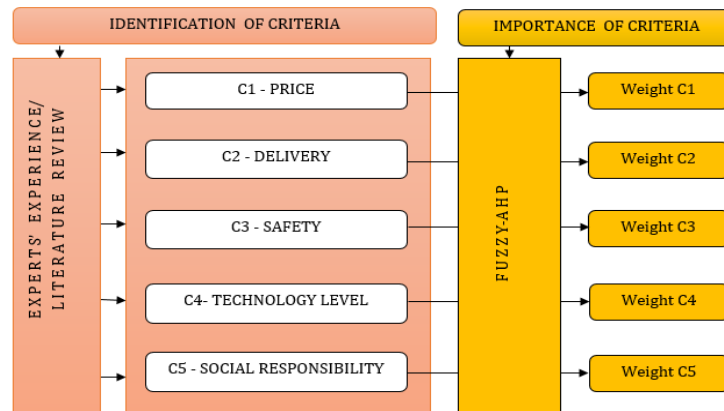 IDENTIFICATION OF CRITERIA
IMPORTANCE OF CRITERIA
EXPERTS' EXPERIENCE/
LITERATURE REVIEW
C1 - PRICE
C2 - DELIVERY
C3 - SAFETY
C4- TECHNOLOGY LEVEL
C5 - SOCIAL RESPONSIBILITY
FUZZY-AHP
Weight C1
Weight C2
Weight C3
Weight C4
Weight C5